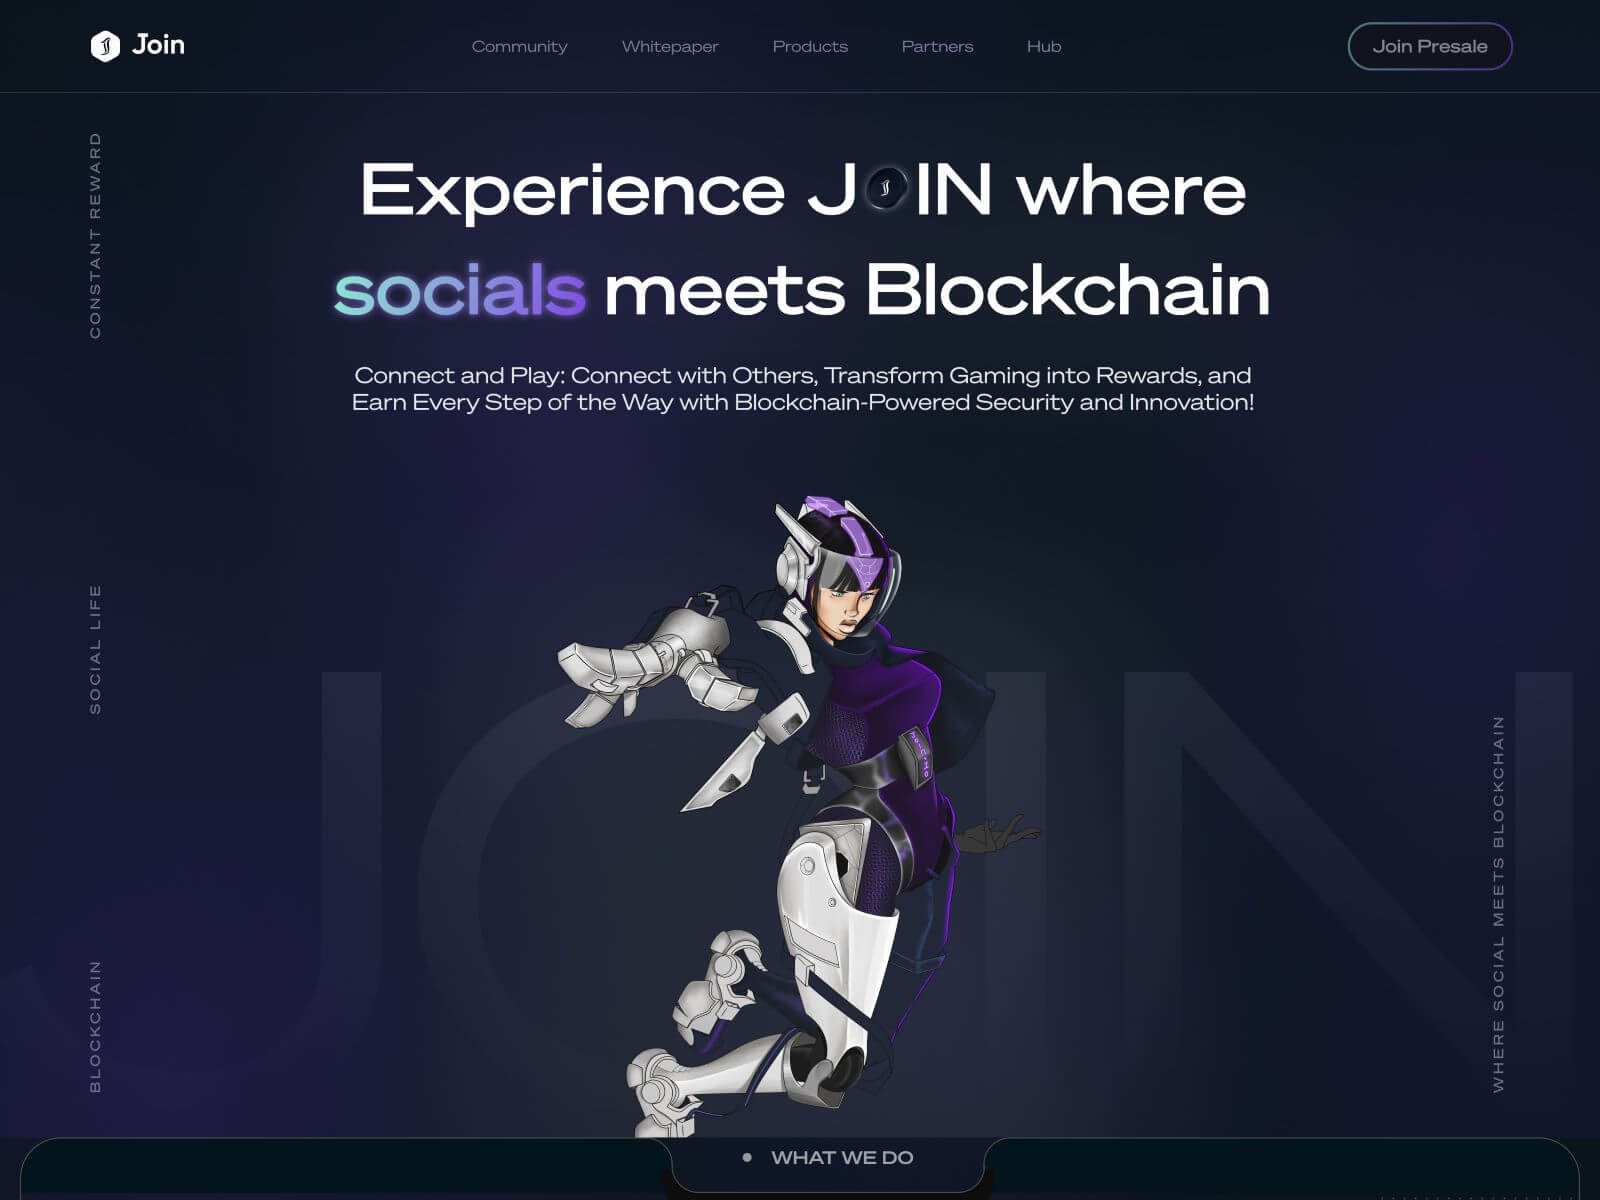 Join
Community
Whitepaper
Products
Partners
Hub
Join Presale
CONSTANT REWARD
Experience JOIN where
socials meets Blockchain
Connect and Play: Connect with Others, Transform Gaming into Rewards, and
Earn Every Step of the Way with Blockchain-Powered Security and Innovation!
SOCIAL LIFE
JOIN
BLOCKCHAIN
WHERE SOCIAL MEETS BLOCKCHAIN
WHAT WE DO